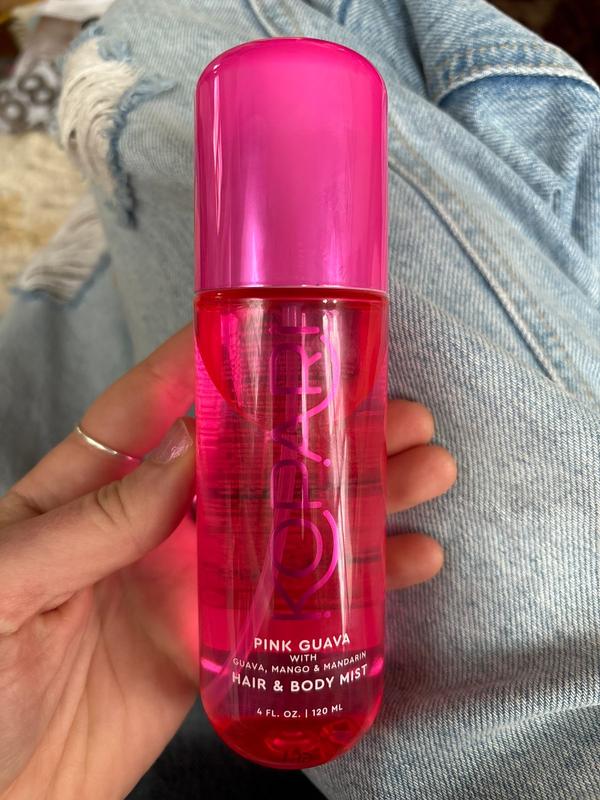 KOPARI
PINK GUAVA
WITH
GUAVA, MANGO & MANDARIN
HAIR & BODY MIST
4 FL. OZ. | 120 ML